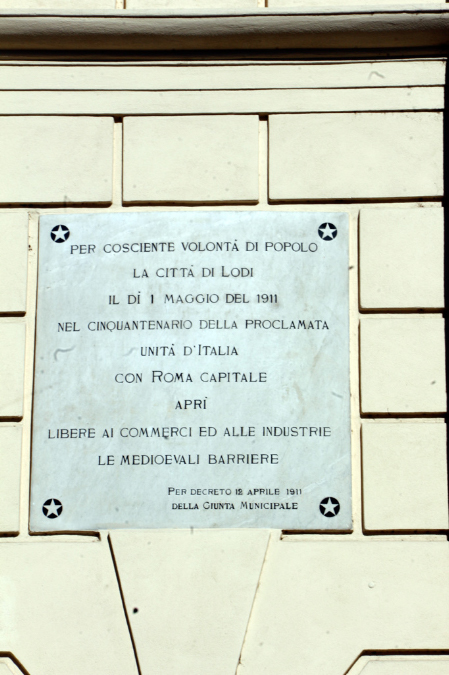 PER COSCIENTE VOLONTÀ DI POPOLO
LA CITTÀ DI LODI
IL DÌ 1 MAGGIO DEL 1911
NEL CINQUANTENARIO DELLA PROCLAMATA
UNITÀ D'ITALIA
CON ROMA CAPITALE
APRÌ
LIBERE AI COMMERCI ED ALLE INDUSTRIE
LE MEDIOEVALI BARRIERE
PER DECRETO 12 APRILE 1911
DELLA GIUNTA MUNICIPALE